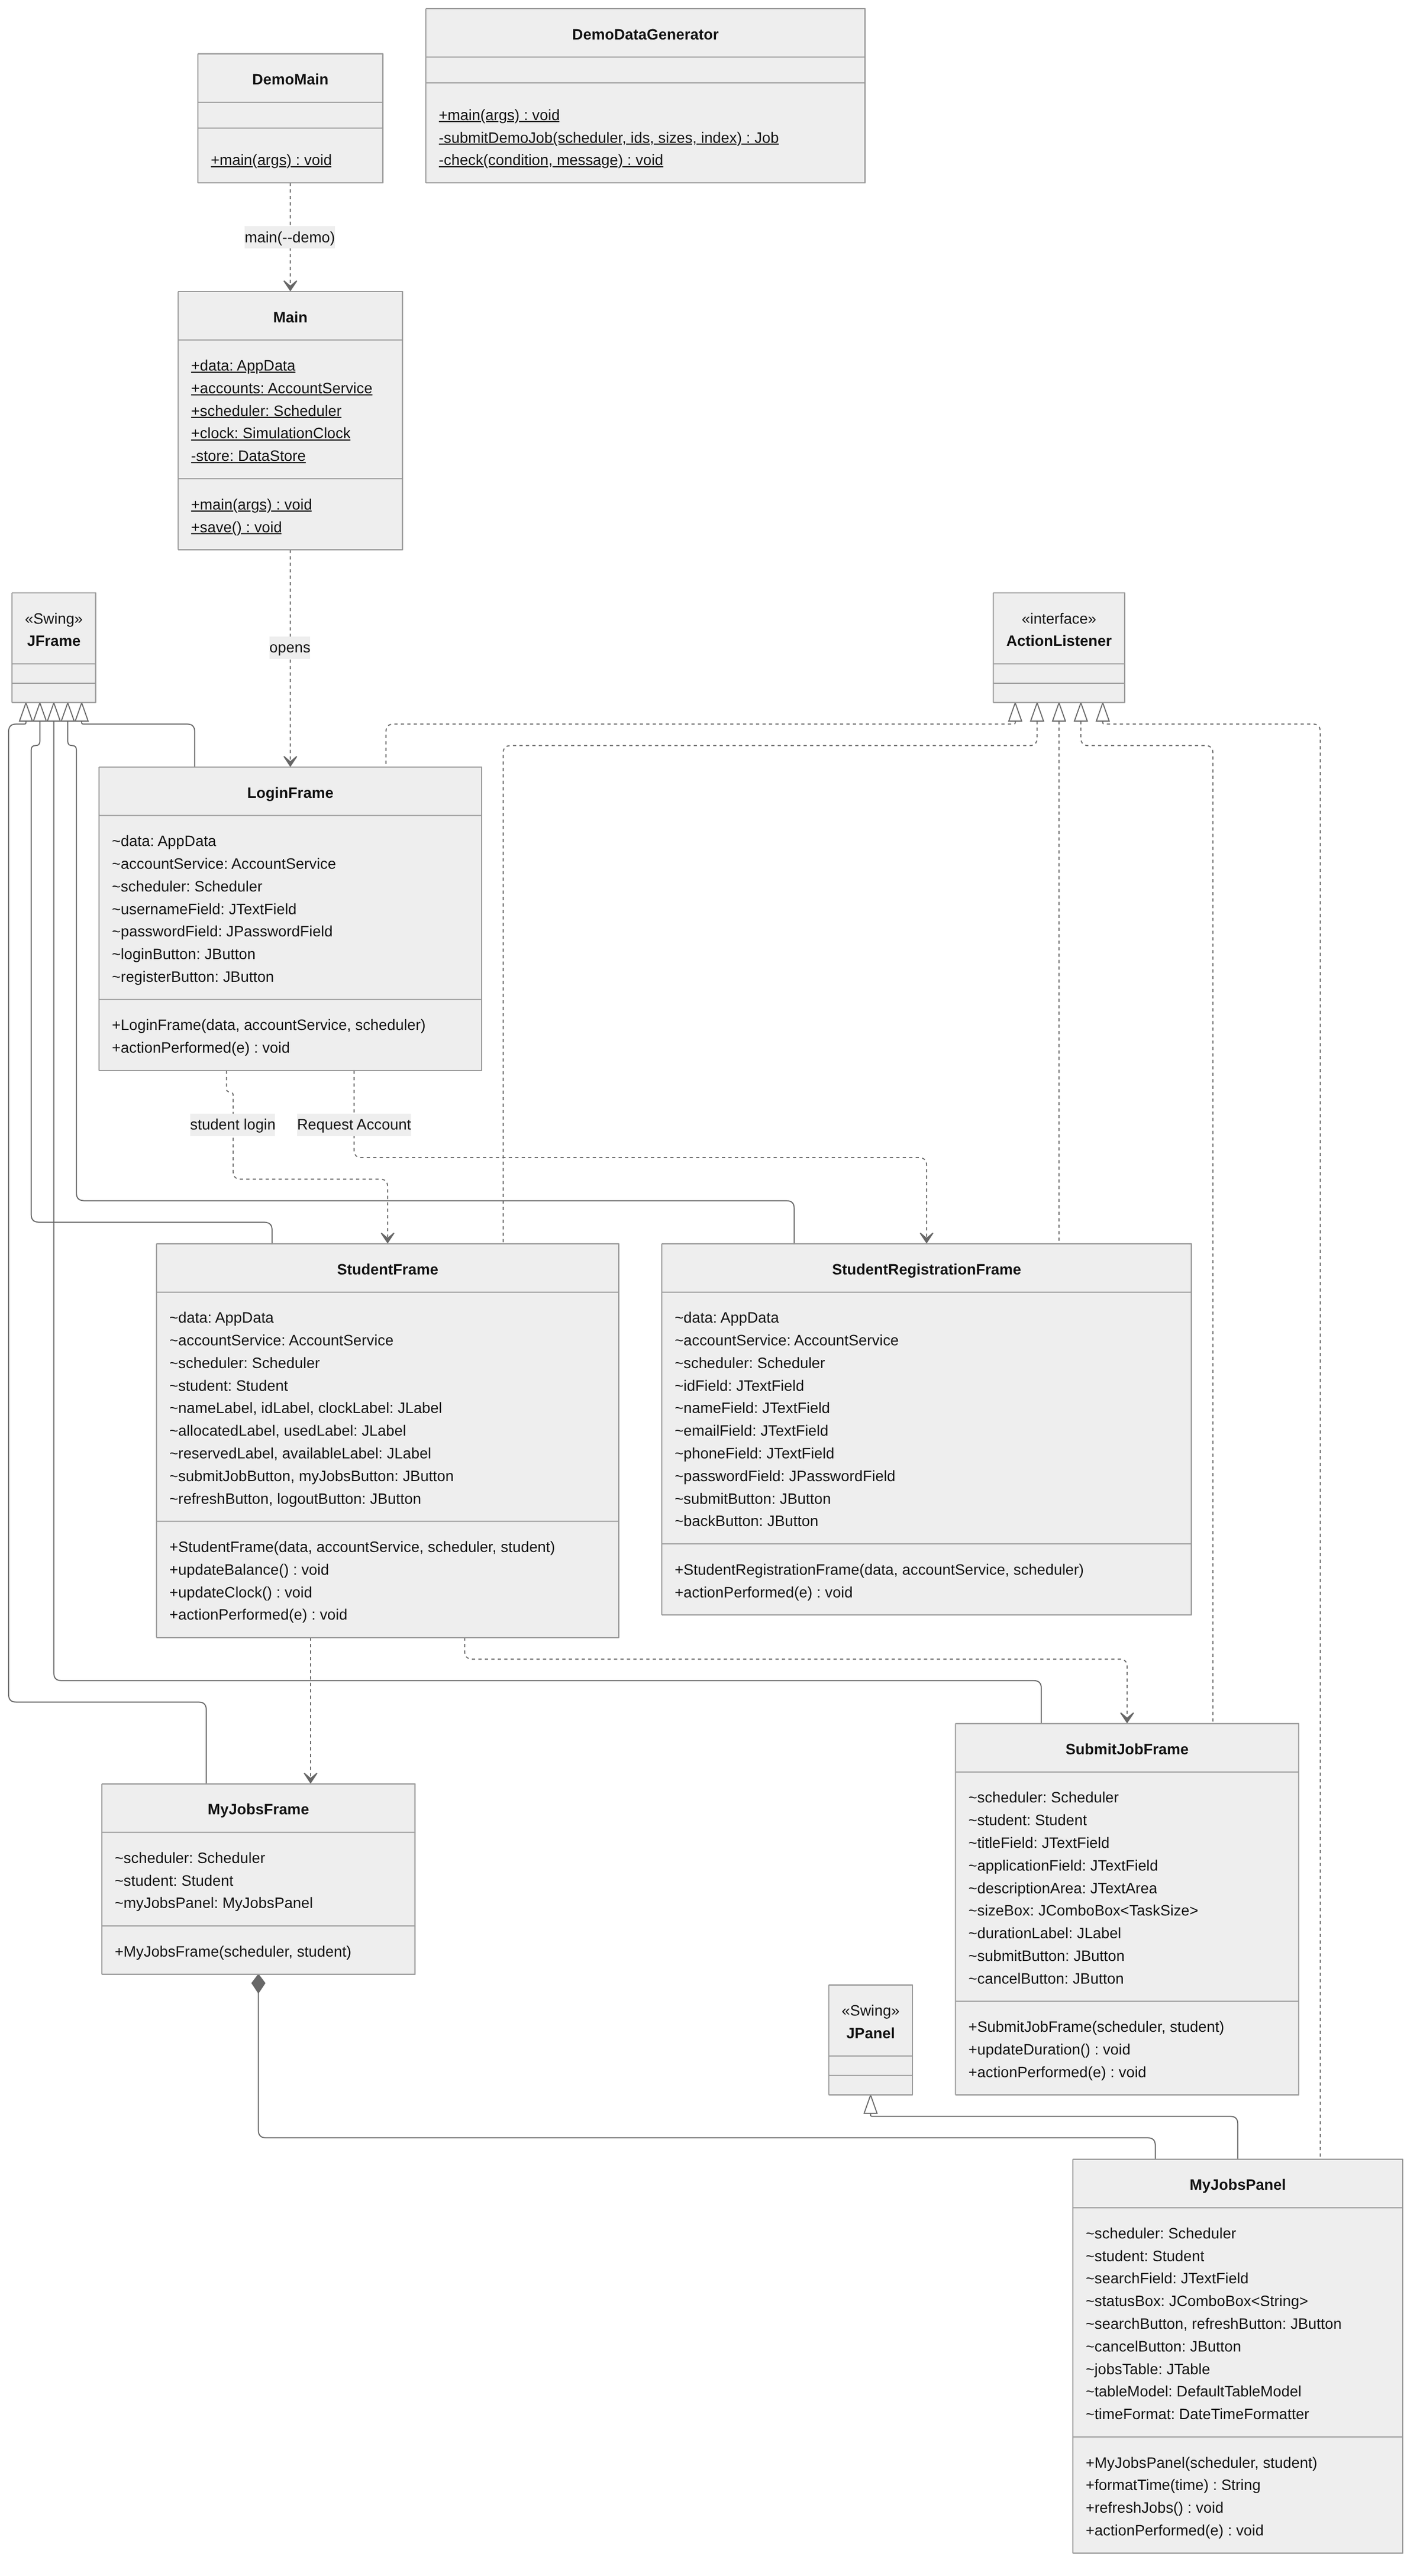 DemoDataGenerator
+main(args) : void
-submitDemoJob(scheduler, ids, sizes, index) : Job
-check(condition, message) : void
DemoMain
+main(args) : void
main(--demo)
Main
+data: AppData
+accounts: AccountService
+scheduler: Scheduler
+clock: SimulationClock
-store: DataStore
+main(args) : void
+save() : void
«Swing»
JFrame
opens
«interface»
ActionListener
LoginFrame
~data: AppData
~accountService: AccountService
~scheduler: Scheduler
~usernameField: JTextField
~passwordField: JPasswordField
~loginButton: JButton
~registerButton: JButton
+LoginFrame(data, accountService, scheduler)
+actionPerformed(e) : void
student login
Request Account
StudentFrame
~data: AppData
~accountService: AccountService
~scheduler: Scheduler
~student: Student
~nameLabel, idLabel, clockLabel: JLabel
~allocatedLabel, usedLabel: JLabel
~reservedLabel, availableLabel: JLabel
~submitJobButton, myJobsButton: JButton
~refreshButton, logoutButton: JButton
+StudentFrame(data, accountService, scheduler, student)
+updateBalance() : void
+updateClock() : void
+actionPerformed(e) : void
StudentRegistrationFrame
~data: AppData
~accountService: AccountService
~scheduler: Scheduler
~idField: JTextField
~nameField: JTextField
~emailField: JTextField
~phoneField: JTextField
~passwordField: JPasswordField
~submitButton: JButton
~backButton: JButton
+StudentRegistrationFrame(data, accountService, scheduler)
+actionPerformed(e) : void
MyJobsFrame
~scheduler: Scheduler
~student: Student
~myJobsPanel: MyJobsPanel
+MyJobsFrame(scheduler, student)
SubmitJobFrame
~scheduler: Scheduler
~student: Student
~titleField: JTextField
~applicationField: JTextField
~descriptionArea: JTextArea
~sizeBox: JComboBox<TaskSize>
~durationLabel: JLabel
~submitButton: JButton
~cancelButton: JButton
+SubmitJobFrame(scheduler, student)
+updateDuration() : void
+actionPerformed(e) : void
«Swing»
JPanel
MyJobsPanel
~scheduler: Scheduler
~student: Student
~searchField: JTextField
~statusBox: JComboBox<String>
~searchButton, refreshButton: JButton
~cancelButton: JButton
~jobsTable: JTable
~tableModel: DefaultTableModel
~timeFormat: DateTimeFormatter
+MyJobsPanel(scheduler, student)
+formatTime(time) : String
+refreshJobs() : void
+actionPerformed(e) : void